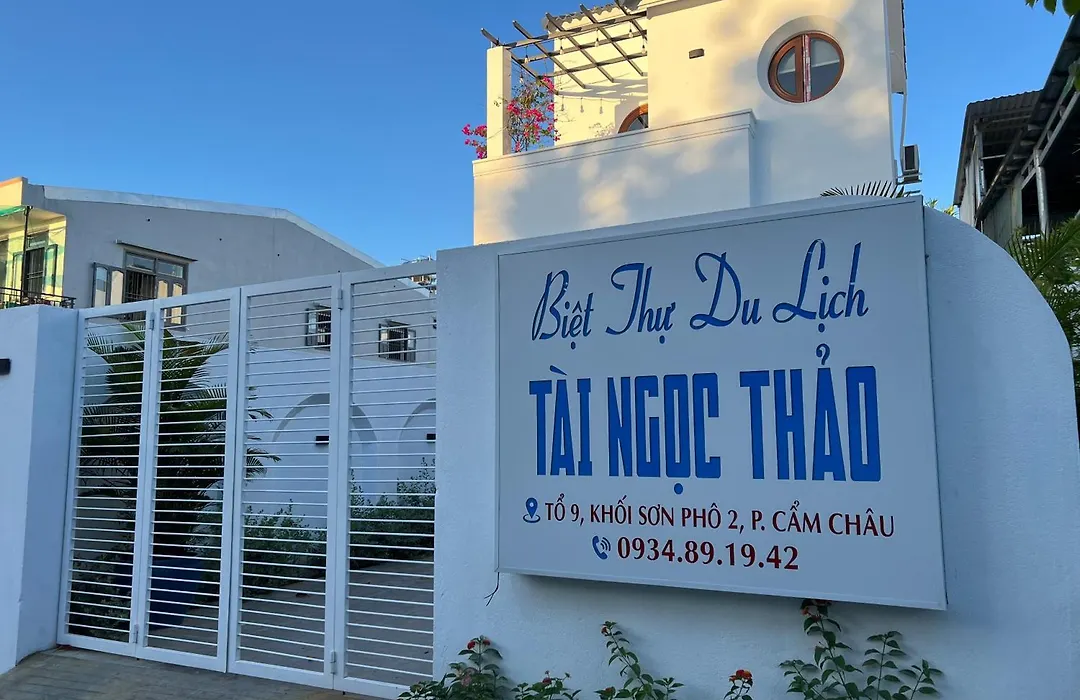 Biệt Thự Du Lịch
TÀI NGỌC THẢO
TỔ 9, KHỐI SƠN PHÔ 2, P. CẨM CHÂU
0934.89.19.42